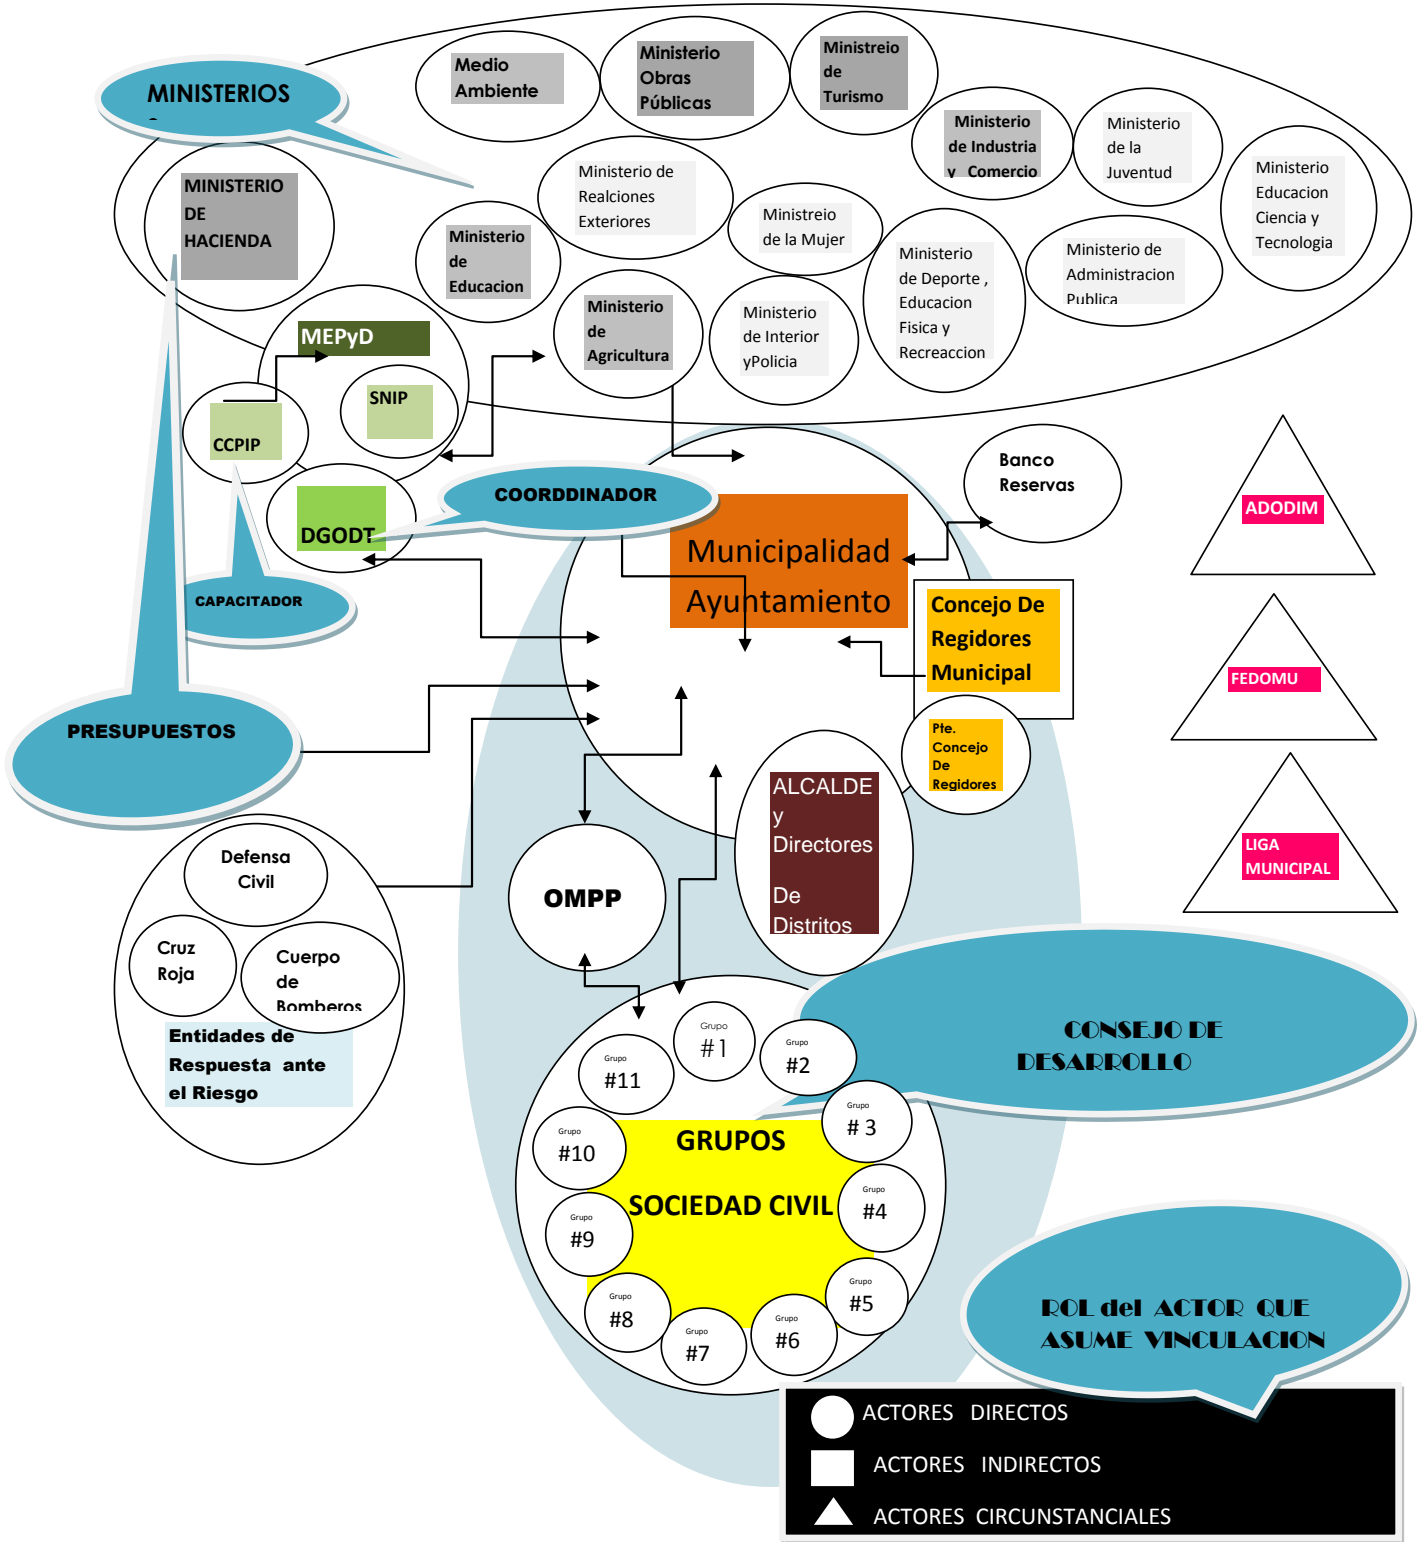 MINISTERIOS
Medio
Ambiente
Ministerio
Obras
Públicas
Ministreio
de
Turismo
Ministerio
de Industria
y Comercio
Ministerio
de la
Juventud
Ministerio
Educacion
Ciencia y
Tecnologia
MINISTERIO
DE
HACIENDA
Ministerio de
Realciones
Exteriores
Ministerio
de
Educacion
Ministreio
de la Mujer
Ministerio
de Deporte ,
Educacion
Fisica y
Recreaccion
Ministerio de
Administracion
Publica
Ministerio
de
Agricultura
Ministerio
de Interior
yPolicia
MEPyD
SNIP
CCPIP
DGODT
COORDDINADOR
CAPACITADOR
PRESUPUESTOS
Banco
Reservas
Municipalidad
Ayuntamiento
Concejo De
Regidores
Municipal
Pte.
Concejo
De
Regidores
ADODIM
FEDOMU
LIGA
MUNICIPAL
ALCALDE
y
Directores
De
Distritos
OMPP
Defensa
Civil
Cruz
Roja
Cuerpo
de
Bomberos
Entidades de
Respuesta ante
el Riesgo
CONSEJO DE
DESARROLLO
Grupo
#1
Grupo
#2
Grupo
# 3
Grupo
#4
Grupo
#5
Grupo
#6
Grupo
#7
Grupo
#8
Grupo
#9
Grupo
#10
Grupo
#11
GRUPOS
SOCIEDAD CIVIL
ROL del ACTOR QUE
ASUME VINCULACION
ACTORES DIRECTOS
ACTORES INDIRECTOS
ACTORES CIRCUNSTANCIALES